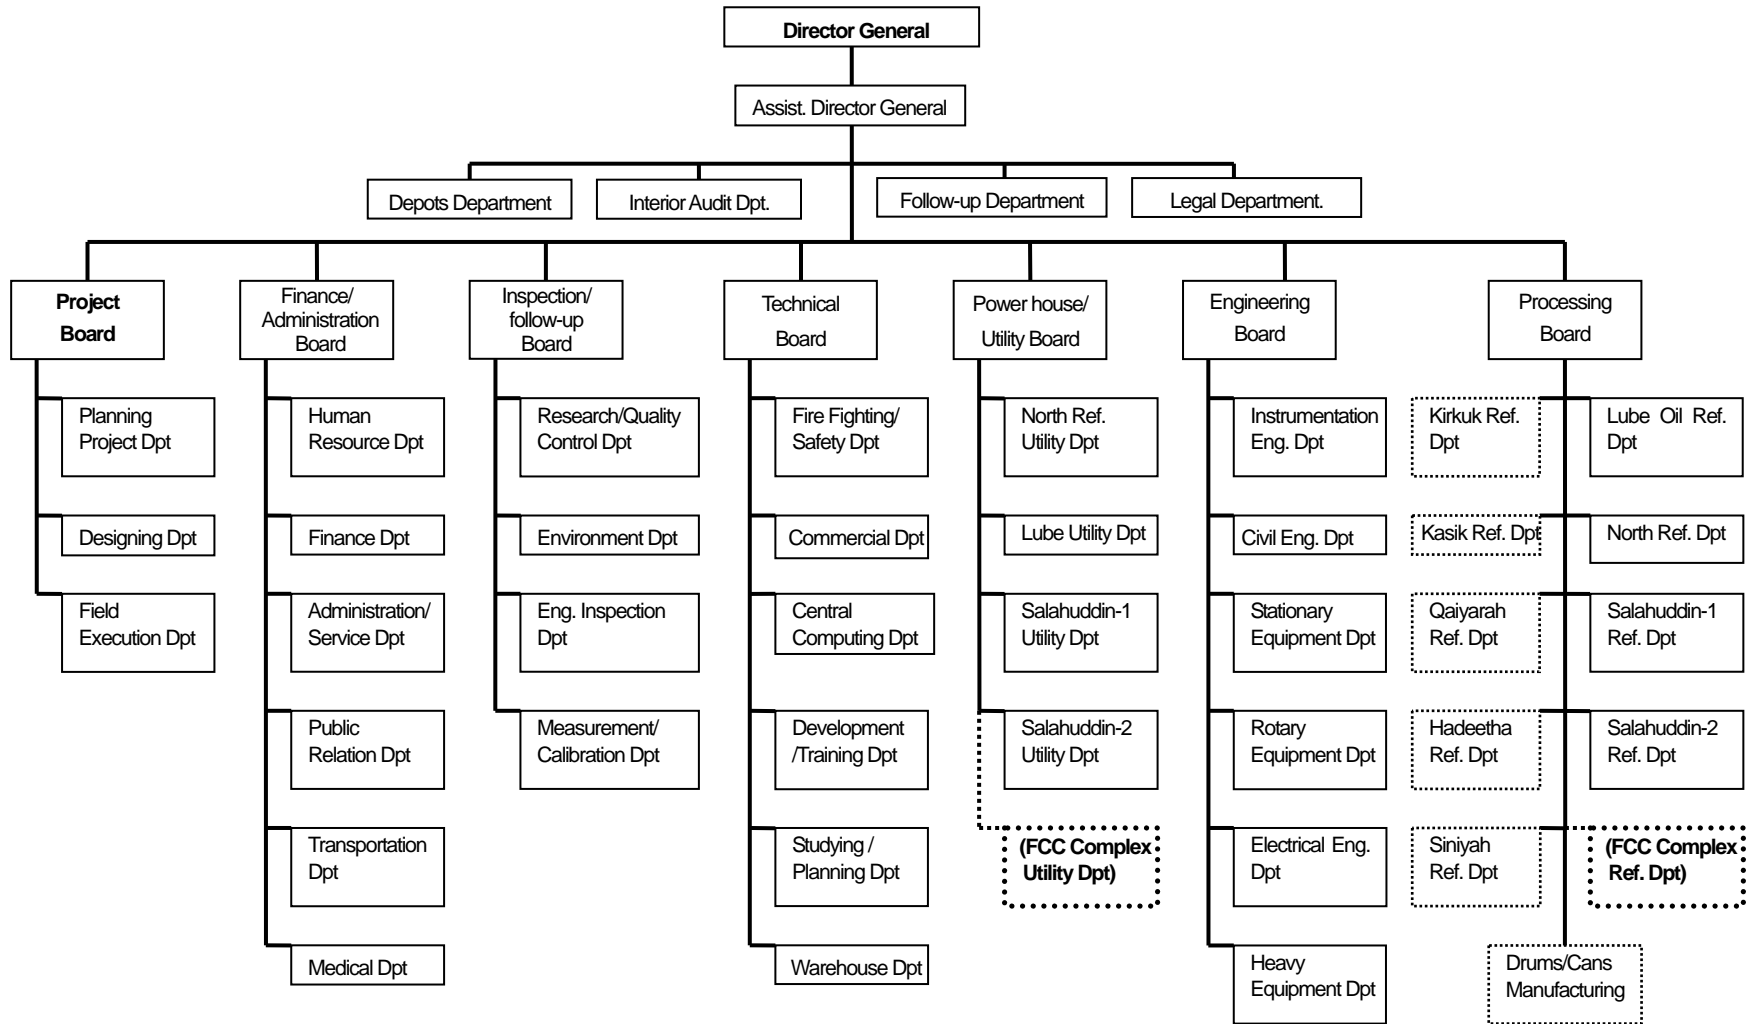 Director General
Assist. Director General
Depots Department
Interior Audit Dpt.
Follow-up Department
Legal Department.
Project
Board
Finance/
Administration
Board
Inspection/
follow-up
Board
Technical
Board
Power house/
Utility Board
Engineering
Board
Processing
Board
Planning
Project Dpt
Designing Dpt
Field
Execution Dpt
Human
Resource Dpt
Finance Dpt
Administration/
Service Dpt
Public
Relation Dpt
Transportation
Dpt
Medical Dpt
Research/Quality
Control Dpt
Environment Dpt
Eng. Inspection
Dpt
Measurement/
Calibration Dpt
Fire Fighting/
Safety Dpt
Commercial Dpt
Central
Computing Dpt
Development
/Training Dpt
Studying /
Planning Dpt
Warehouse Dpt
North Ref.
Utility Dpt
Lube Utility Dpt
Salahuddin-1
Utility Dpt
Salahuddin-2
Utility Dpt
(FCC Complex
Utility Dpt)
Instrumentation
Eng. Dpt
Civil Eng. Dpt
Stationary
Equipment Dpt
Rotary
Equipment Dpt
Electrical Eng.
Dpt
Heavy
Equipment Dpt
Kirkuk Ref.
Dpt
Kasik Ref. Dpt
Qaiyarah
Ref. Dpt
Hadeetha
Ref. Dpt
Siniyah
Ref. Dpt
Lube Oil Ref.
Dpt
North Ref. Dpt
Salahuddin-1
Ref. Dpt
Salahuddin-2
Ref. Dpt
(FCC Complex
Ref. Dpt)
Drums/Cans
Manufacturing